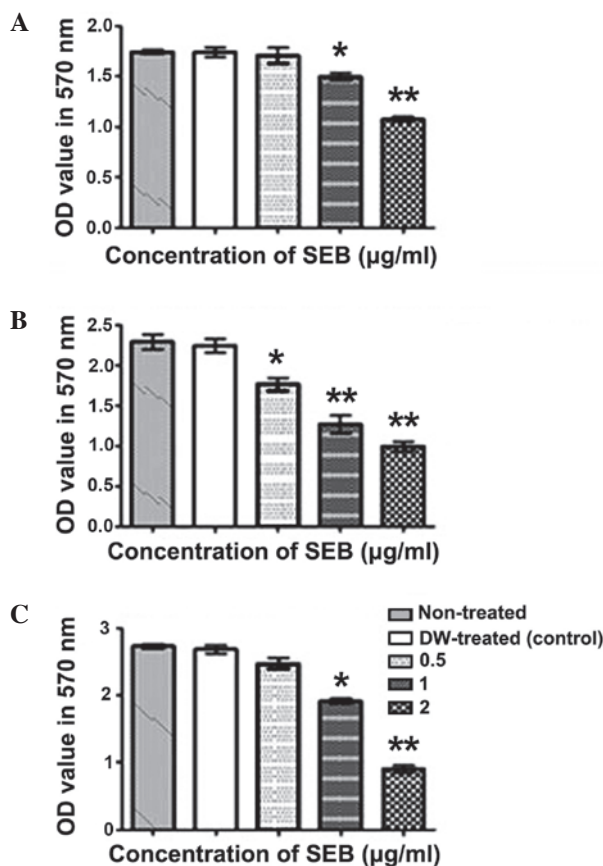 A
OD value in 570 nm
2.0
1.5
1.0
0.5
0.0
*
**
Concentration of SEB (µg/ml)
B
OD value in 570 nm
2.5
2.0
1.5
1.0
0.5
0.0
*
**
**
Concentration of SEB (µg/ml)
C
OD value in 570 nm
3
2
1
0
*
**
Non-treated
DW-treated (control)
0.5
1
2
Concentration of SEB (µg/ml)